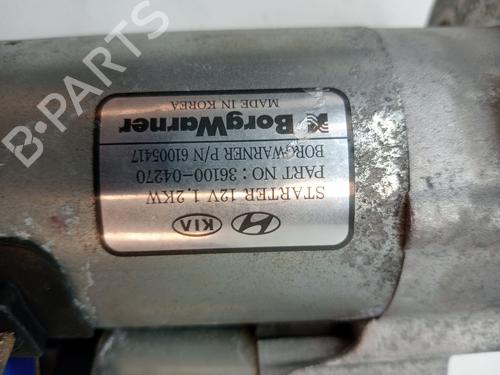 KIA
STARTER 12V 1.2KW
PART NO : 36100-04270
BORGWARNER P/N 61005417
BorgWarner
MADE IN KOREA
B-PARTS